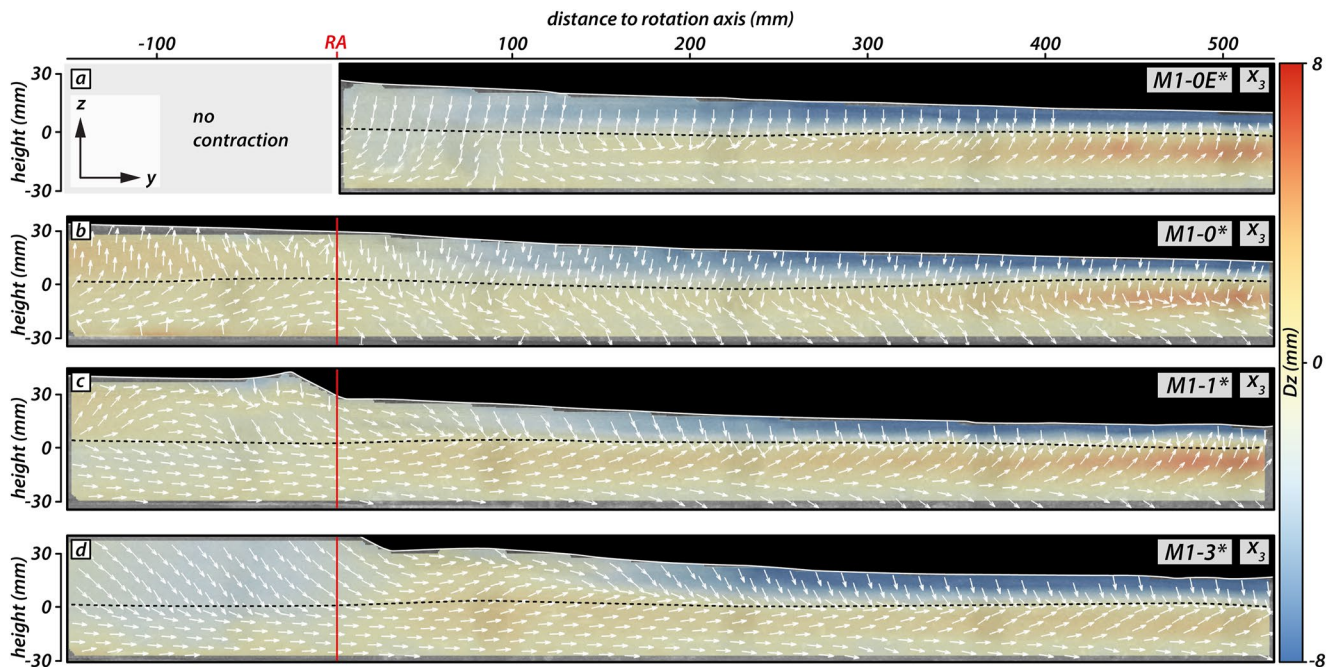 distance to rotation axis (mm)
-100 RA 100 200 300 400 500
30 0 -30
height (mm)
a
z
y
no
contraction
M1-0E* x3
8
30 0 -30
height (mm)
b
M1-0* x3
Dz (mm)
0
30 0 -30
height (mm)
c
M1-1* x3
30 0 -30
height (mm)
d
M1-3* x3
-8